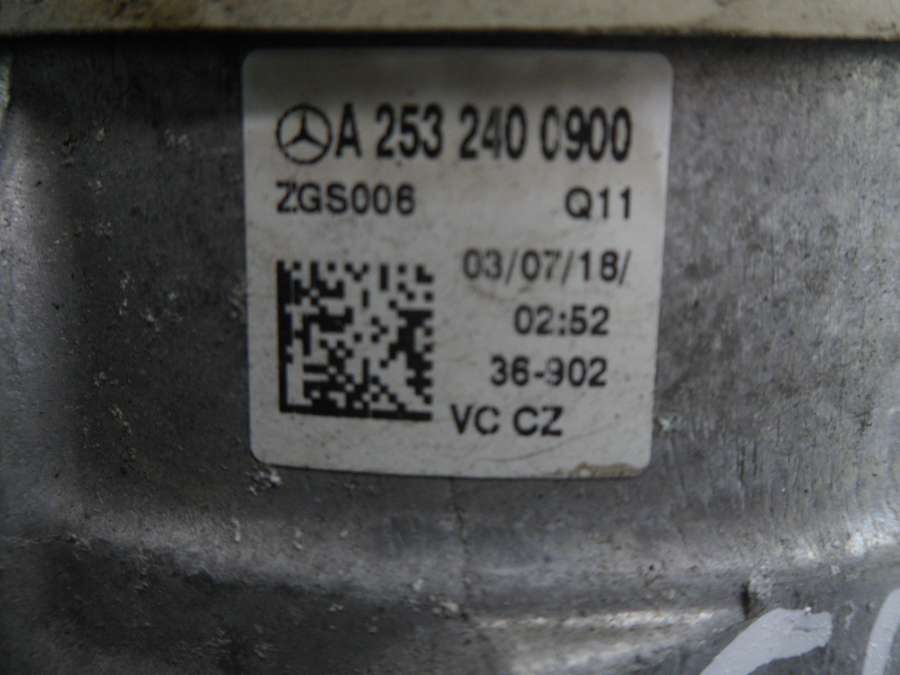 A 253 240 0900
ZGS006 Q11
03/07/18/
02:52
36-902
VC CZ